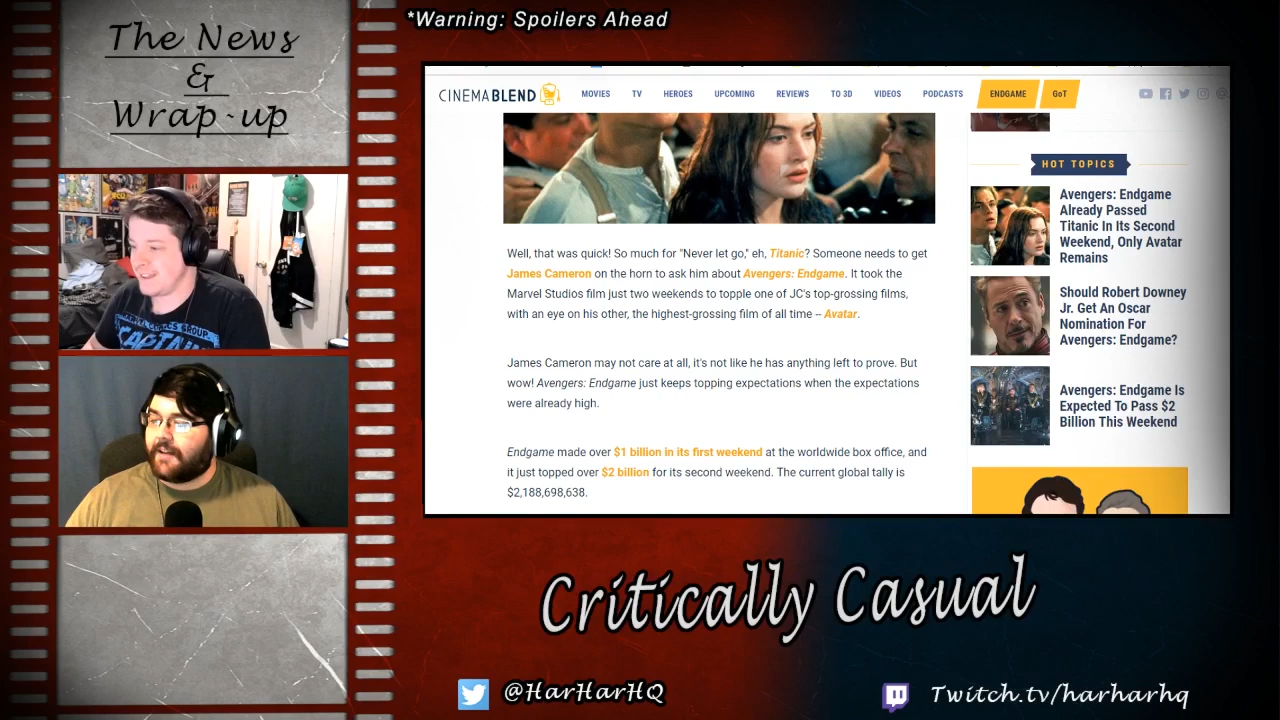 *Warning: Spoilers Ahead
The News
&
Wrap-up
CINEMABLEND
MOVIES TV HEROES UPCOMING REVIEWS TO 3D VIDEOS PODCASTS ENDGAME GoT
Well, that was quick! So much for "Never let go," eh, Titanic? Someone needs to get
James Cameron on the horn to ask him about Avengers: Endgame. It took the
Marvel Studios film just two weekends to topple one of JC's top-grossing films,
with an eye on his other, the highest-grossing film of all time -- Avatar.
James Cameron may not care at all, it's not like he has anything left to prove. But
wow! Avengers: Endgame just keeps topping expectations when the expectations
were already high.
Endgame made over $1 billion in its first weekend at the worldwide box office, and
it just topped over $2 billion for its second weekend. The current global tally is
$2,188,698,638.
HOT TOPICS
Avengers: Endgame
Already Passed
Titanic In Its Second
Weekend, Only Avatar
Remains
Should Robert Downey
Jr. Get An Oscar
Nomination For
Avengers: Endgame?
Avengers: Endgame Is
Expected To Pass $2
Billion This Weekend
MARVEL COMICS GROUP
CAPTAIN
Critically Casual
@HarHarHQ
Twitch.tv/harharhq